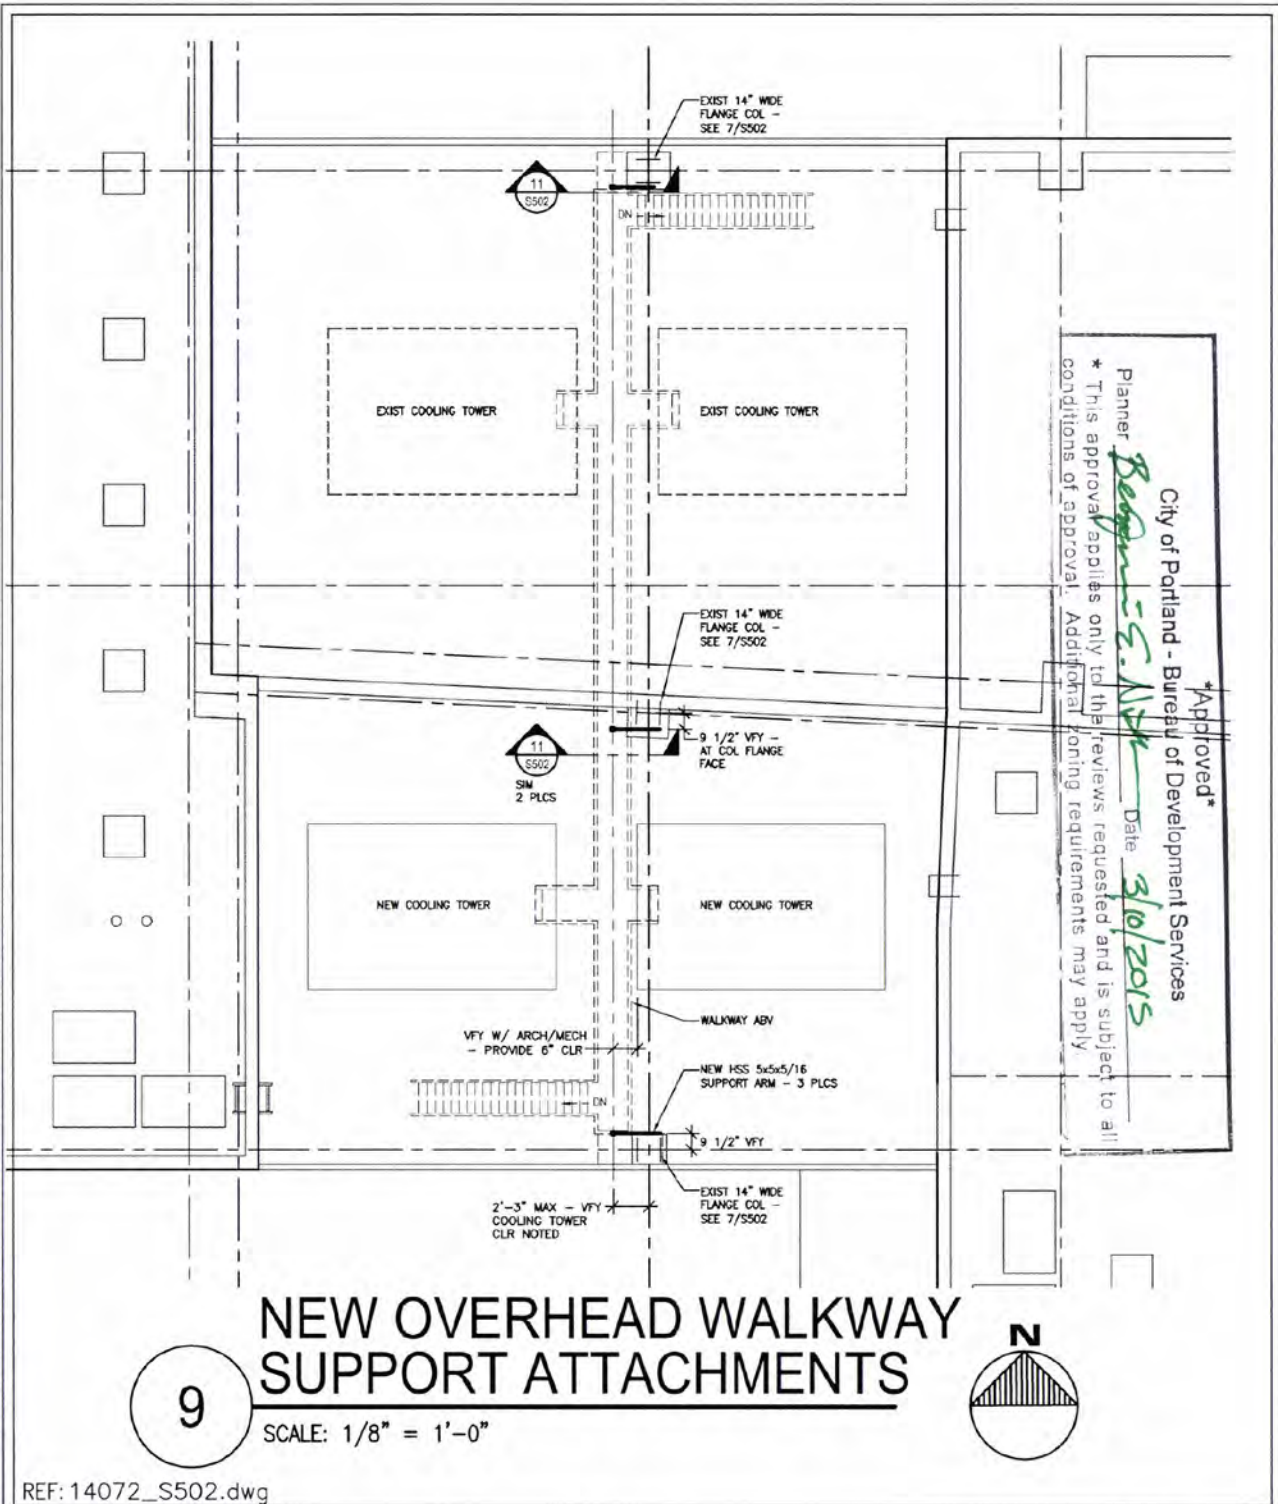 EXIST 14" WIDE
FLANGE COL -
SEE 7/S502
11
S502
DN
EXIST COOLING TOWER
EXIST COOLING TOWER
EXIST 14" WIDE
FLANGE COL -
SEE 7/S502
9 1/2" VFY -
AT COL FLANGE
FACE
11
S502
SIM
2 PLCS
NEW COOLING TOWER
NEW COOLING TOWER
WALKWAY ABV
VFY W/ ARCH/MECH
- PROVIDE 6" CLR
NEW HSS 5x5x5/16
SUPPORT ARM - 3 PLCS
DN
9 1/2" VFY
EXIST 14" WIDE
FLANGE COL -
SEE 7/S502
2'-3" MAX - VFY
COOLING TOWER
CLR NOTED
*Approved*
City of Portland - Bureau of Development Services
Planner Date 3/10/2015
* This approval applies only to the reviews requested and is subject to all
conditions of approval. Additional zoning requirements may apply.
NEW OVERHEAD WALKWAY
SUPPORT ATTACHMENTS
9
SCALE: 1/8" = 1'-0"
N
REF: 14072_S502.dwg